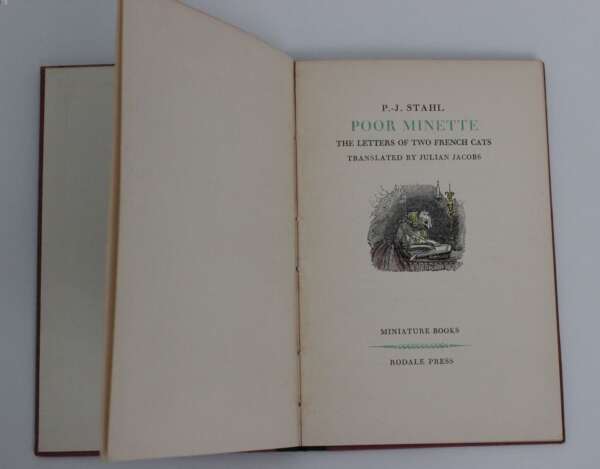 P.-J. STAHL
POOR MINETTE
THE LETTERS OF TWO FRENCH CATS
TRANSLATED BY JULIAN JACOBS
MINIATURE BOOKS
RODALE PRESS